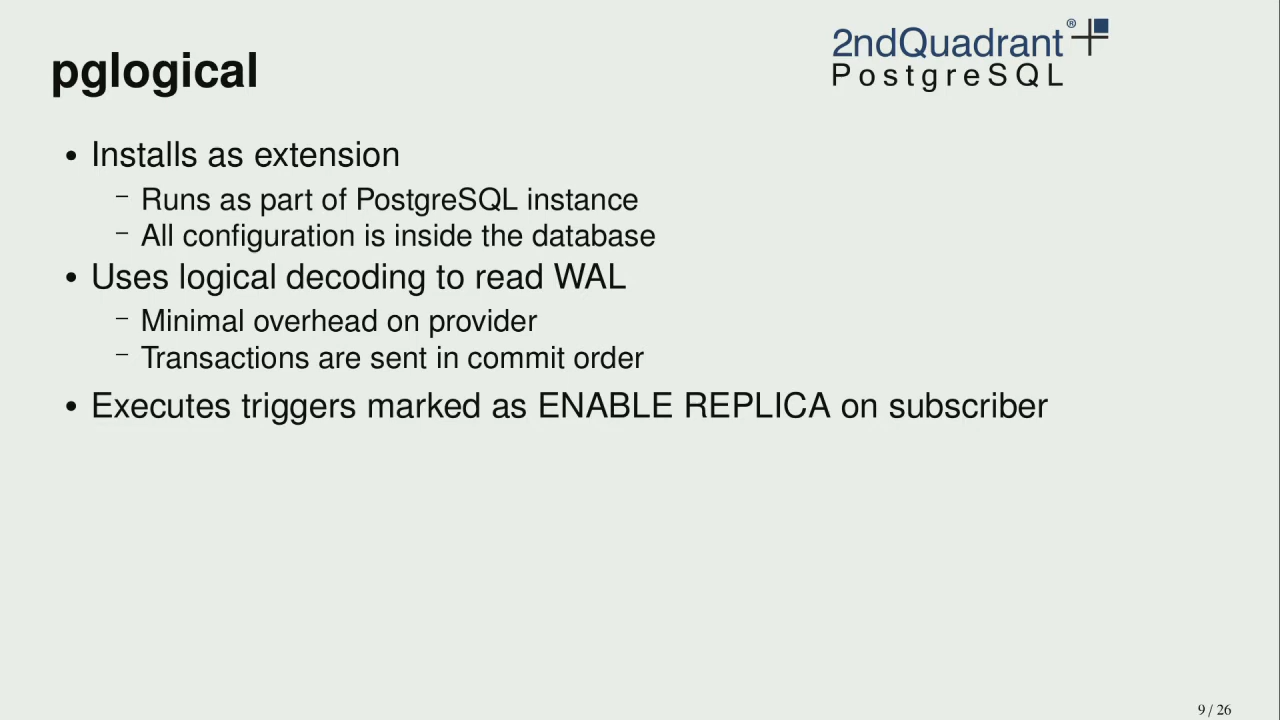 pglogical
2ndQuadrant®
PostgreSQL
• Installs as extension
– Runs as part of PostgreSQL instance
– All configuration is inside the database
• Uses logical decoding to read WAL
– Minimal overhead on provider
– Transactions are sent in commit order
• Executes triggers marked as ENABLE REPLICA on subscriber
9 / 26